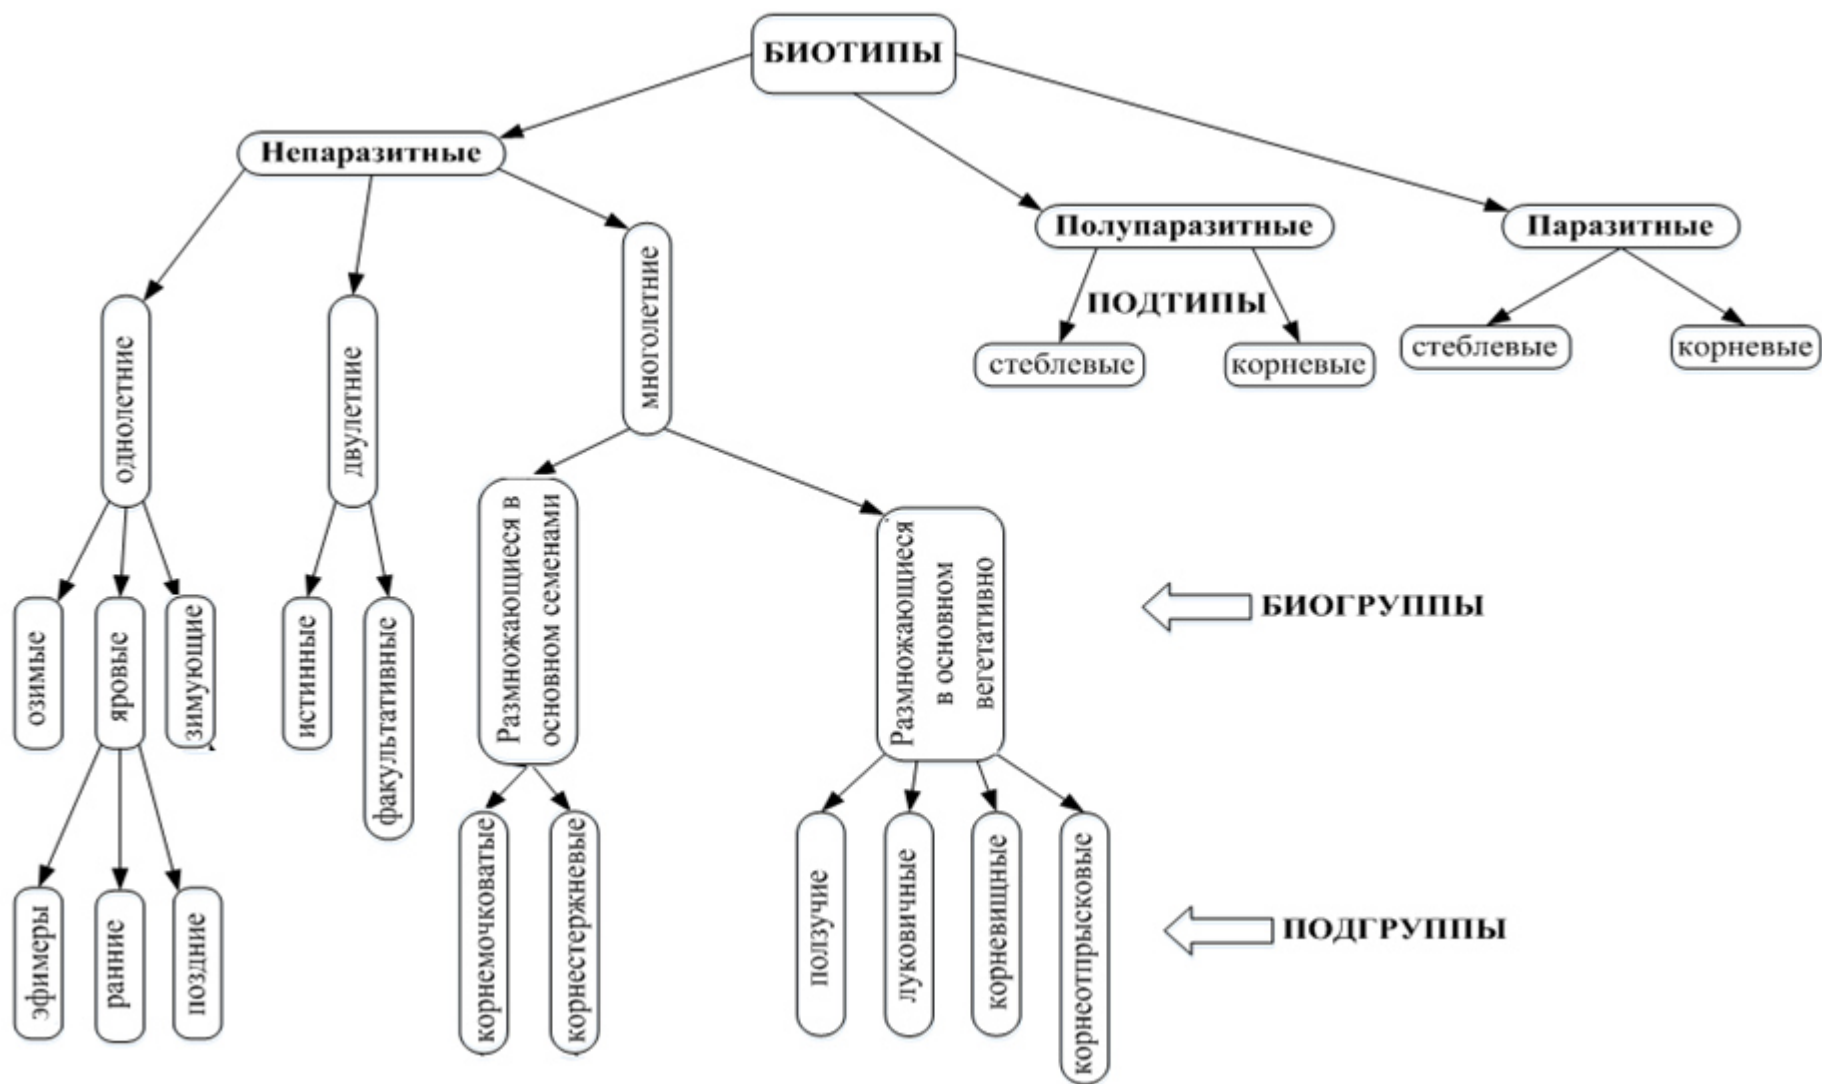 БИОТИПЫ
Непаразитные
Полупаразитные
Паразитные
ПОДТИПЫ
стеблевые
корневые
стеблевые
корневые
однолетние
двулетние
многолетние
озимые
яровые
зимующие
истинные
факультативные
Размножающиеся в
основном семенами
Размножающиеся
в основном
вегетативно
БИОГРУППЫ
эфимеры
ранние
поздние
корнемочковатые
корнестержневые
ползучие
луковичные
корневищные
корнеотпрысковые
ПОДГРУППЫ